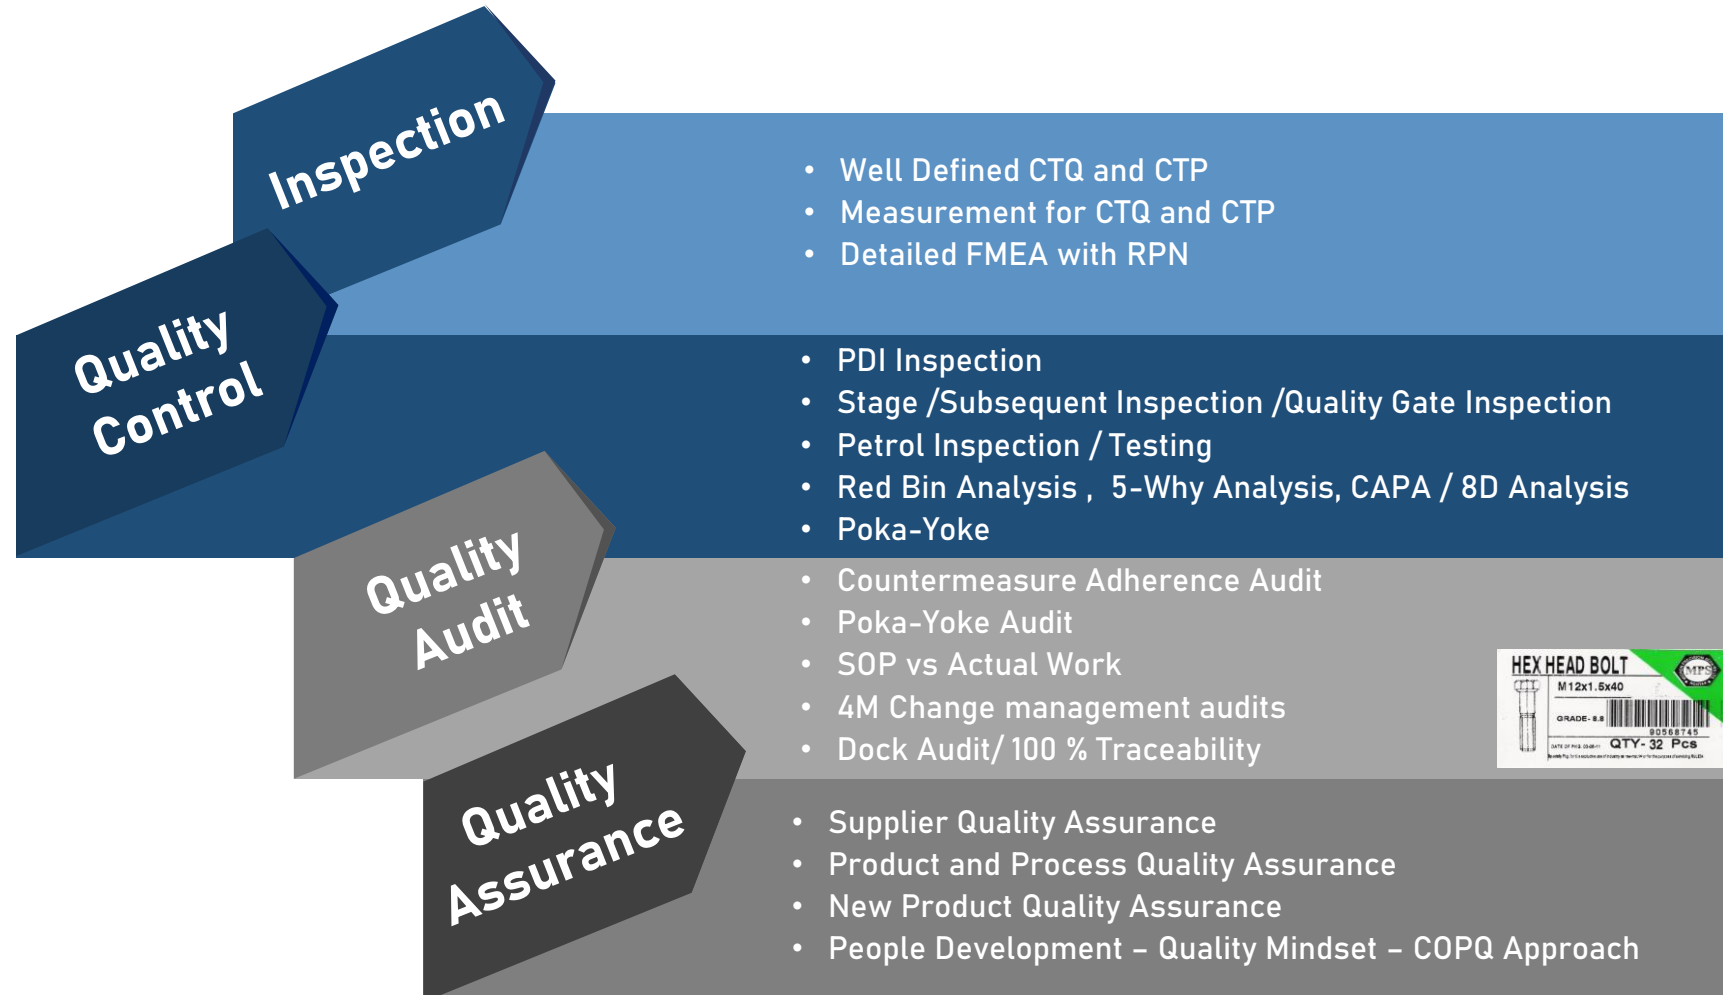 Inspection
• Well Defined CTQ and CTP
• Measurement for CTQ and CTP
• Detailed FMEA with RPN
Quality
Control
• PDI Inspection
• Stage /Subsequent Inspection /Quality Gate Inspection
• Petrol Inspection / Testing
• Red Bin Analysis , 5-Why Analysis, CAPA / 8D Analysis
• Poka-Yoke
Quality
Audit
• Countermeasure Adherence Audit
• Poka-Yoke Audit
• SOP vs Actual Work
• 4M Change management audits
• Dock Audit/ 100 % Traceability
HEX HEAD BOLT
MPS
M12x1.5x40
GRADE- 8.8
90568745
QTY- 32 Pcs
Quality
Assurance
• Supplier Quality Assurance
• Product and Process Quality Assurance
• New Product Quality Assurance
• People Development – Quality Mindset – COPQ Approach